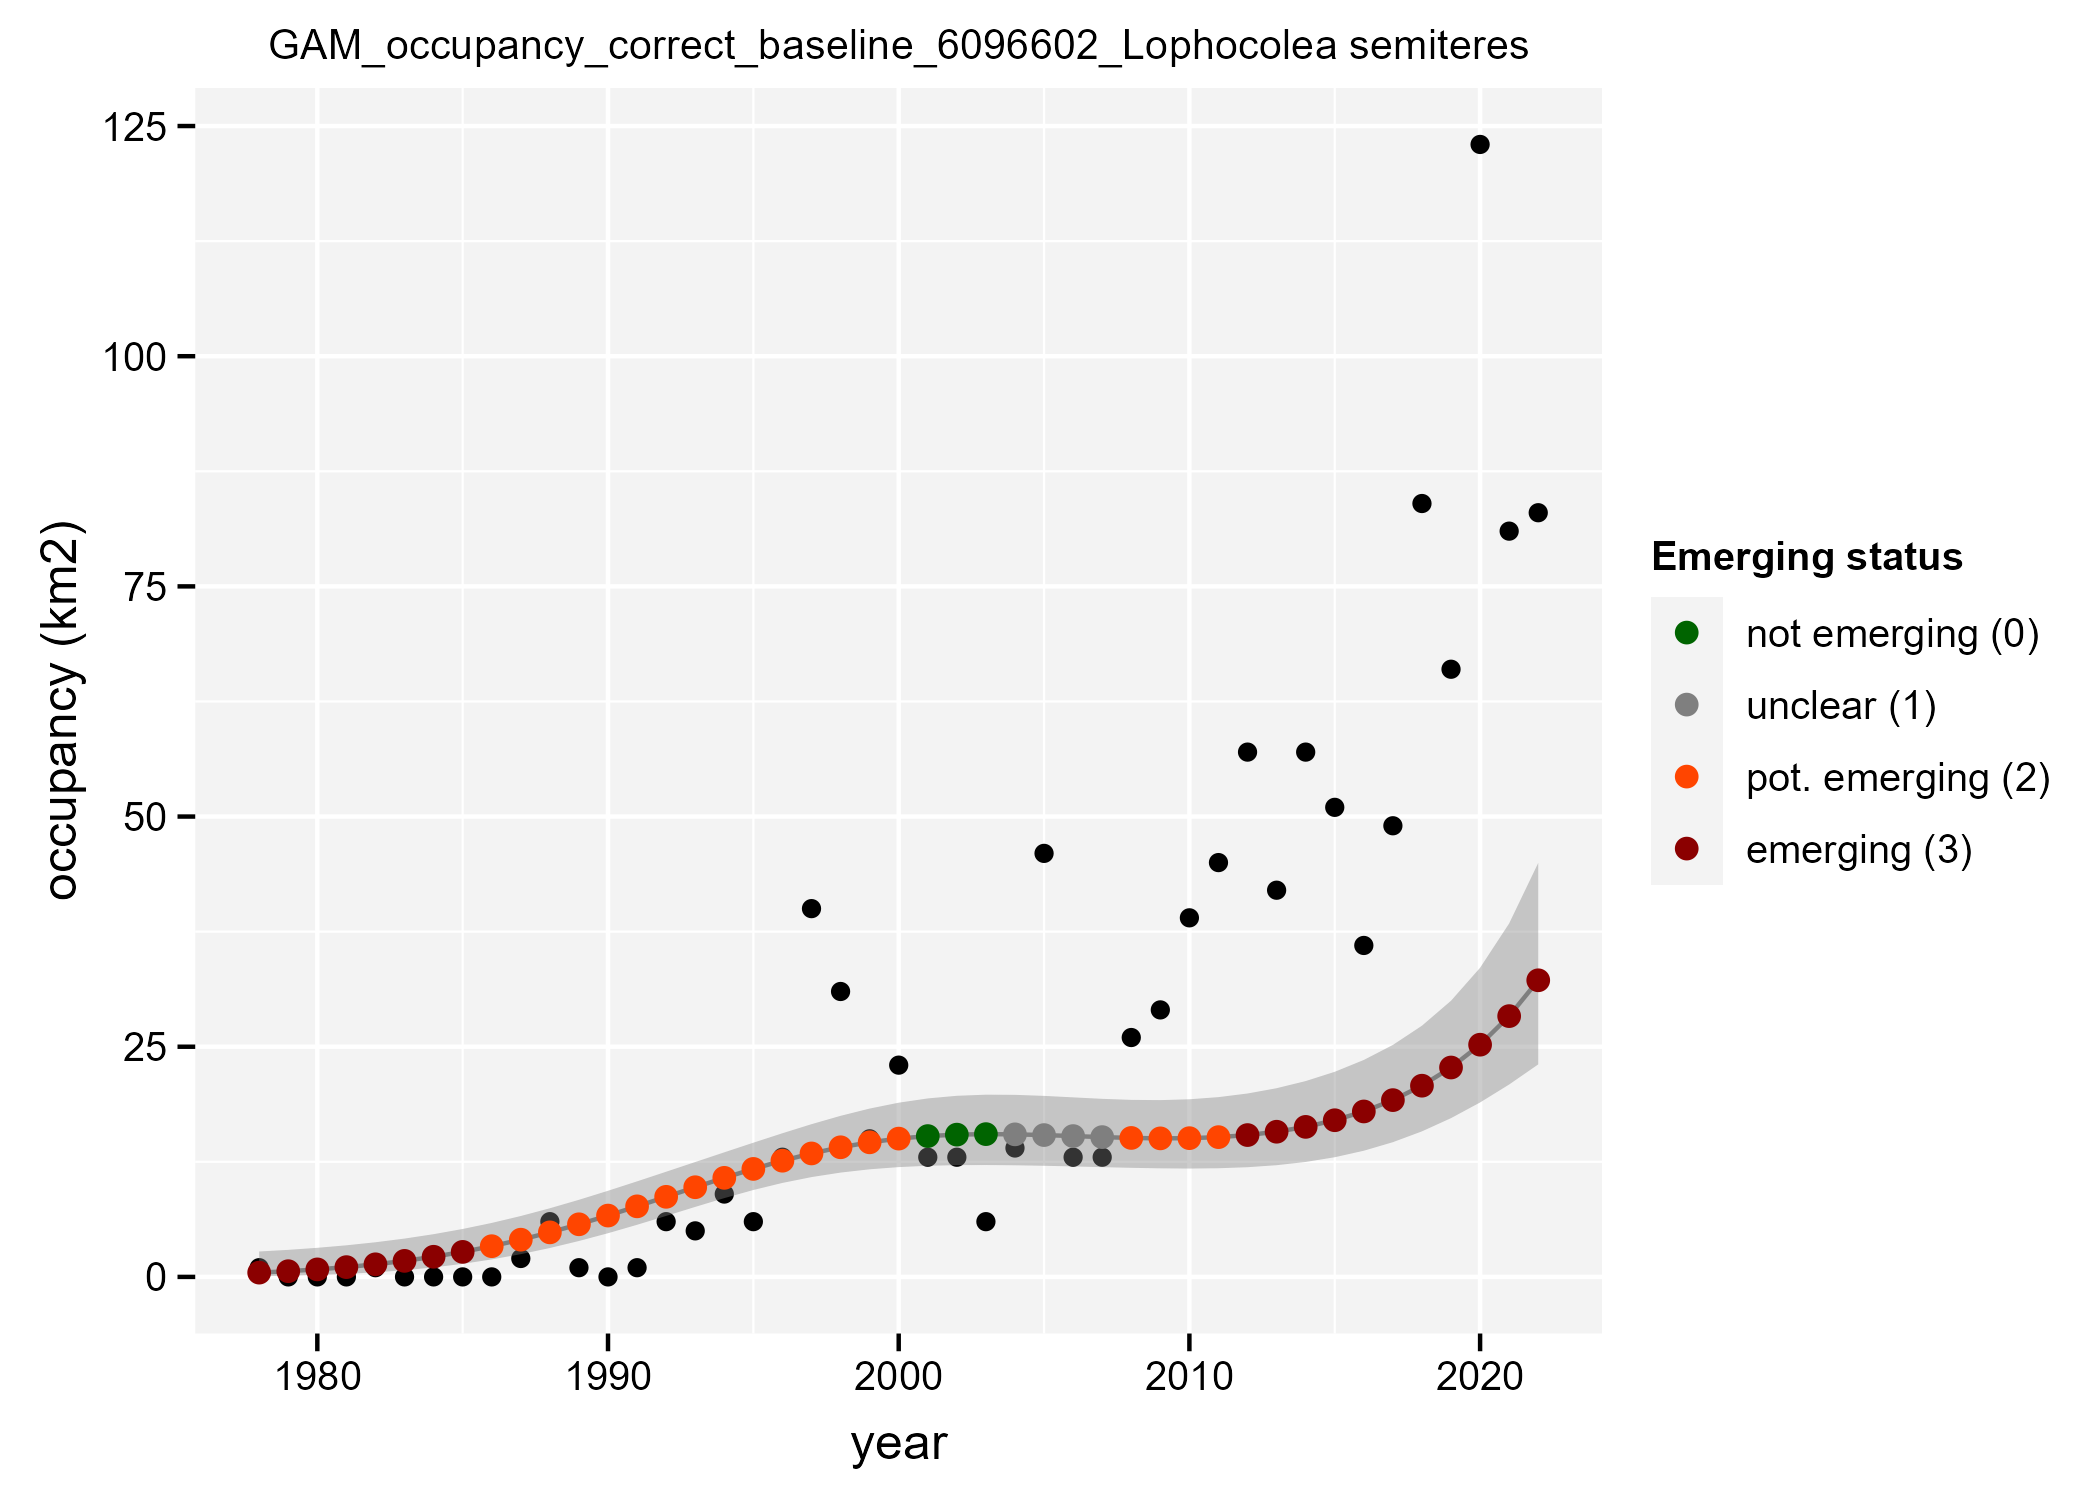 GAM_occupancy_correct_baseline_6096602_Lophocolea semiteres
125
100
75
50
25
0
occupancy (km2)
1980 1990 2000 2010 2020
year
Emerging status
not emerging (0)
unclear (1)
pot. emerging (2)
emerging (3)